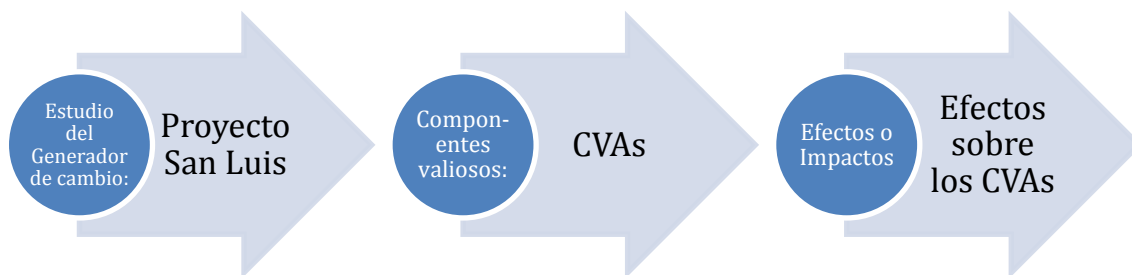 Estudio
del
Generador
de cambio:
Proyecto
San Luis
Compon-
entes
valiosos:
CVAs
Efectos o
Impactos
Efectos
sobre
los CVAs